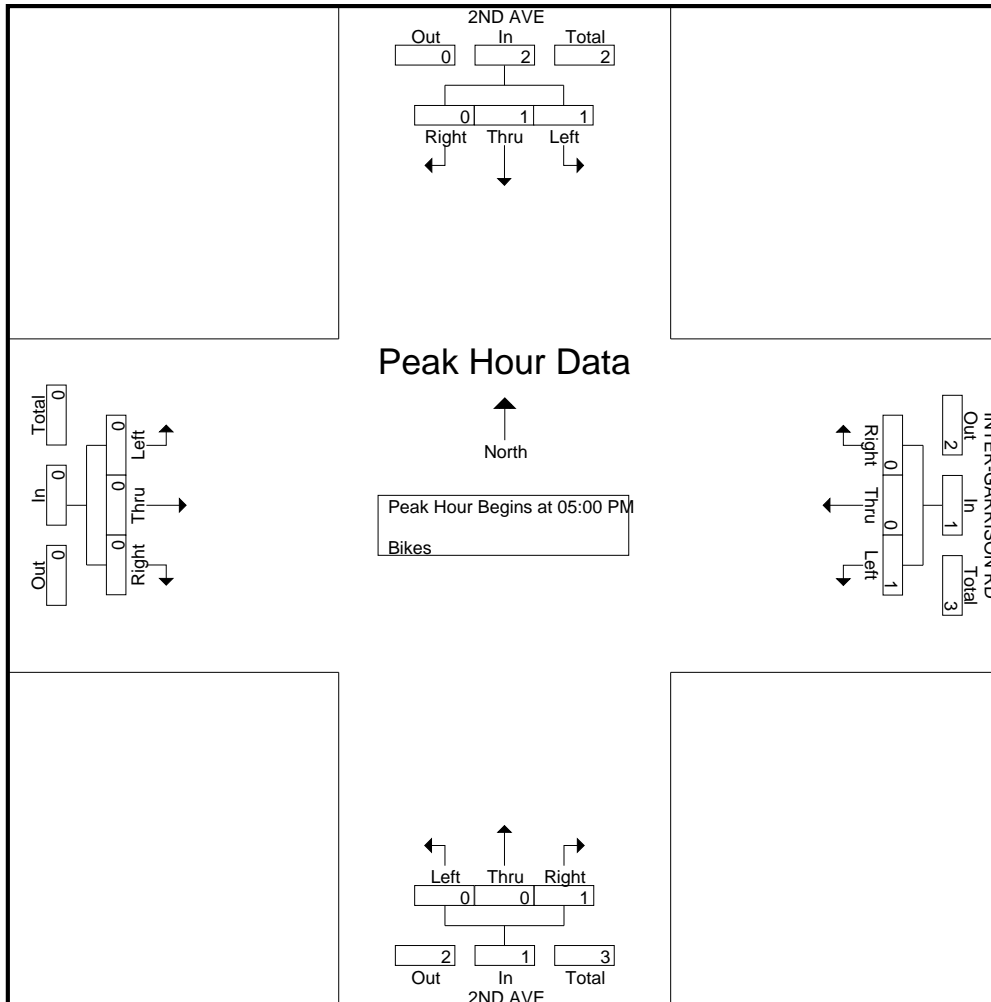 2ND AVE
Out In Total
0 2 2
0 1 1
Right Thru Left
Peak Hour Data
North
Peak Hour Begins at 05:00 PM
Bikes
Total In Out
0 0 0
0 0 0
Left Thru Right
Right Thru Left
0 0 1
Out In Total
2 1 3
INTER-GARRISON RD
Left Thru Right
0 0 1
2 1 3
Out In Total
2ND AVE